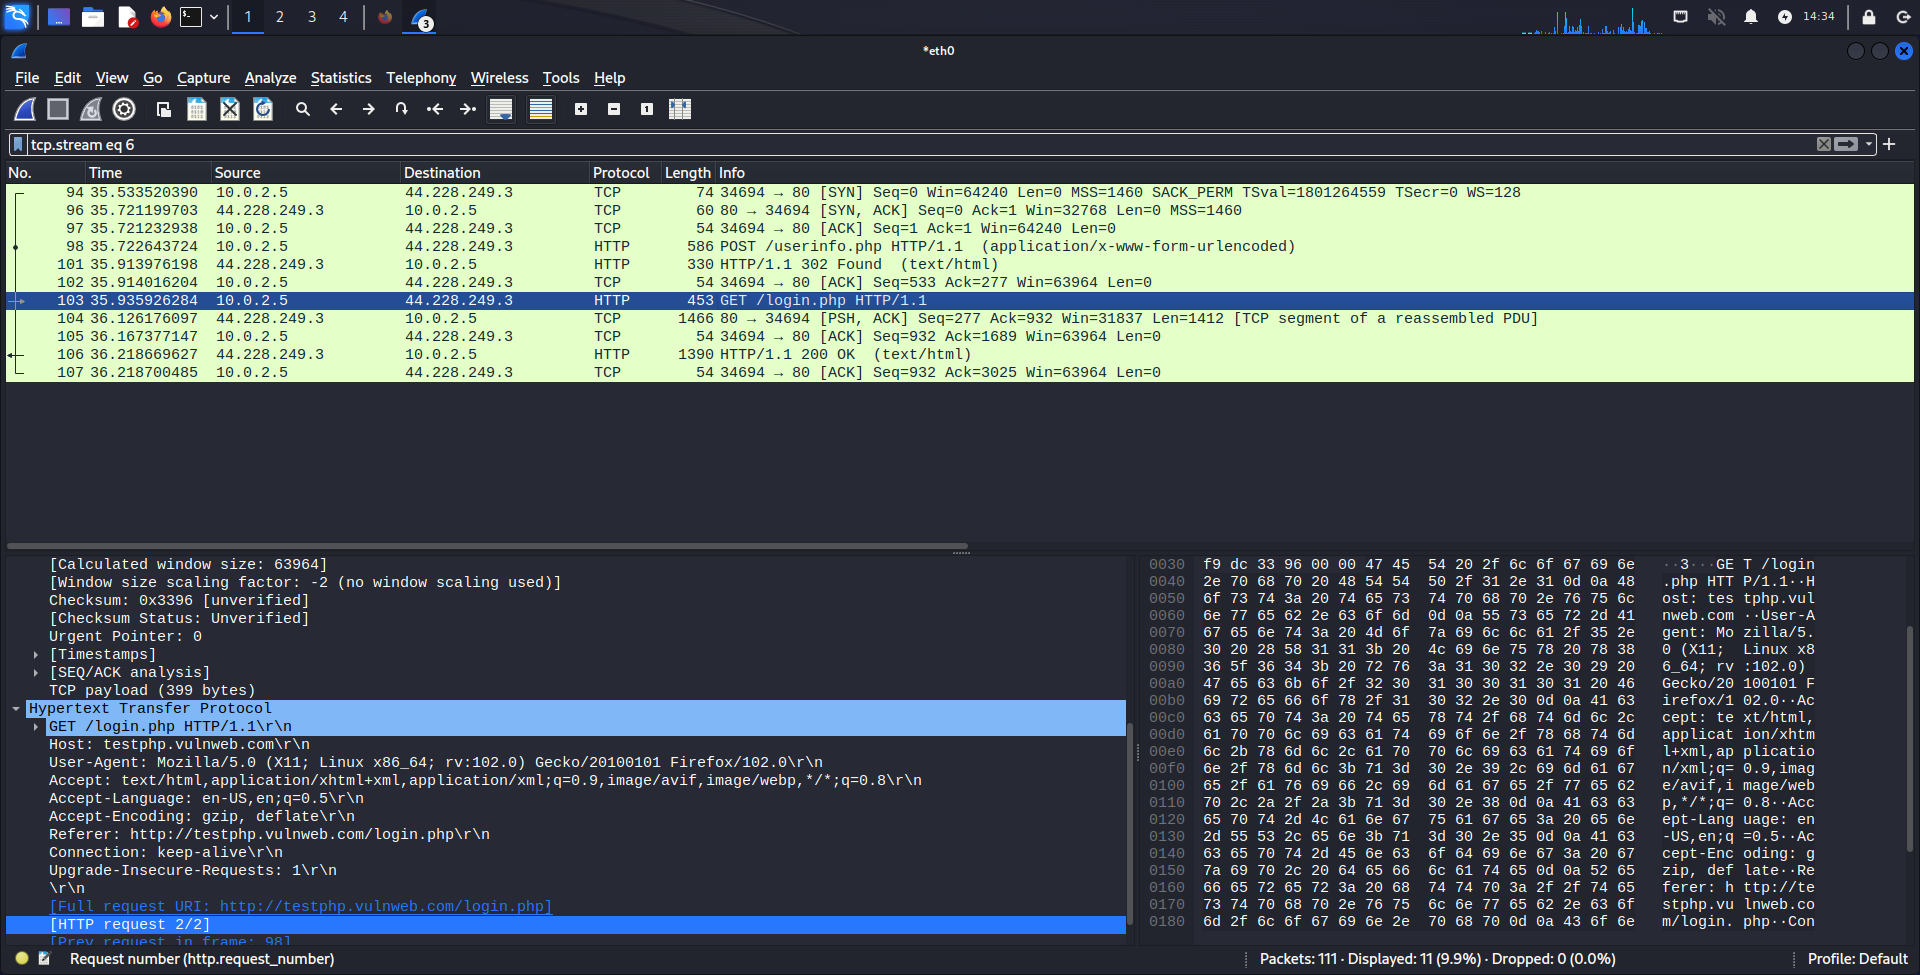 1 2 3 4 3 14:34
*eth0
File Edit View Go Capture Analyze Statistics Telephony Wireless Tools Help
tcp.stream eq 6
No. Time Source Destination Protocol Length Info
94 35.533520390 10.0.2.5 44.228.249.3 TCP 74 34694 → 80 [SYN] Seq=0 Win=64240 Len=0 MSS=1460 SACK_PERM TSval=1801264559 TSecr=0 WS=128
96 35.721199703 44.228.249.3 10.0.2.5 TCP 60 80 → 34694 [SYN, ACK] Seq=0 Ack=1 Win=32768 Len=0 MSS=1460
97 35.721232938 10.0.2.5 44.228.249.3 TCP 54 34694 → 80 [ACK] Seq=1 Ack=1 Win=64240 Len=0
98 35.722643724 10.0.2.5 44.228.249.3 HTTP 586 POST /userinfo.php HTTP/1.1  (application/x-www-form-urlencoded)
101 35.913976198 44.228.249.3 10.0.2.5 HTTP 330 HTTP/1.1 302 Found  (text/html)
102 35.914016204 10.0.2.5 44.228.249.3 TCP 54 34694 → 80 [ACK] Seq=533 Ack=277 Win=63964 Len=0
103 35.935926284 10.0.2.5 44.228.249.3 HTTP 453 GET /login.php HTTP/1.1
104 36.126176097 44.228.249.3 10.0.2.5 TCP 1466 80 → 34694 [PSH, ACK] Seq=277 Ack=932 Win=31837 Len=1412 [TCP segment of a reassembled PDU]
105 36.167377147 10.0.2.5 44.228.249.3 TCP 54 34694 → 80 [ACK] Seq=932 Ack=1689 Win=63964 Len=0
106 36.218669627 44.228.249.3 10.0.2.5 HTTP 1390 HTTP/1.1 200 OK  (text/html)
107 36.218700485 10.0.2.5 44.228.249.3 TCP 54 34694 → 80 [ACK] Seq=932 Ack=3025 Win=63964 Len=0
[Calculated window size: 63964]
[Window size scaling factor: -2 (no window scaling used)]
Checksum: 0x3396 [unverified]
[Checksum Status: Unverified]
Urgent Pointer: 0
[Timestamps]
[SEQ/ACK analysis]
TCP payload (399 bytes)
Hypertext Transfer Protocol
GET /login.php HTTP/1.1\r\n
Host: testphp.vulnweb.com\r\n
User-Agent: Mozilla/5.0 (X11; Linux x86_64; rv:102.0) Gecko/20100101 Firefox/102.0\r\n
Accept: text/html,application/xhtml+xml,application/xml;q=0.9,image/avif,image/webp,*/*;q=0.8\r\n
Accept-Language: en-US,en;q=0.5\r\n
Accept-Encoding: gzip, deflate\r\n
Referer: http://testphp.vulnweb.com/login.php\r\n
Connection: keep-alive\r\n
Upgrade-Insecure-Requests: 1\r\n
\r\n
[Full request URI: http://testphp.vulnweb.com/login.php]
[HTTP request 2/2]
[Prev request in frame: 98]
0030 f9 dc 33 96 00 00 47 45 54 20 2f 6c 6f 67 69 6e ··3···GE T /login
0040 2e 70 68 70 20 48 54 54 50 2f 31 2e 31 0d 0a 48 .php HTT P/1.1··H
0050 6f 73 74 3a 20 74 65 73 74 70 68 70 2e 76 75 6c ost: tes tphp.vul
0060 6e 77 65 62 2e 63 6f 6d 0d 0a 55 73 65 72 2d 41 nweb.com ··User-A
0070 67 65 6e 74 3a 20 4d 6f 7a 69 6c 6c 61 2f 35 2e gent: Mo zilla/5.
0080 30 20 28 58 31 31 3b 20 4c 69 6e 75 78 20 78 38 0 (X11;  Linux x8
0090 36 5f 36 34 3b 20 72 76 3a 31 30 32 2e 30 29 20 6_64; rv :102.0)
00a0 47 65 63 6b 6f 2f 32 30 31 30 30 31 30 31 20 46 Gecko/20 100101 F
00b0 69 72 65 66 6f 78 2f 31 30 32 2e 30 0d 0a 41 63 irefox/1 02.0··Ac
00c0 63 65 70 74 3a 20 74 65 78 74 2f 68 74 6d 6c 2c cept: te xt/html,
00d0 61 70 70 6c 69 63 61 74 69 6f 6e 2f 78 68 74 6d applicat ion/xhtm
00e0 6c 2b 78 6d 6c 2c 61 70 70 6c 69 63 61 74 69 6f l+xml,ap plicatio
00f0 6e 2f 78 6d 6c 3b 71 3d 30 2e 39 2c 69 6d 61 67 n/xml;q= 0.9,imag
0100 65 2f 61 76 69 66 2c 69 6d 61 67 65 2f 77 65 62 e/avif,i mage/web
0110 70 2c 2a 2f 2a 3b 71 3d 30 2e 38 0d 0a 41 63 63 p,*/*;q= 0.8··Acc
0120 65 70 74 2d 4c 61 6e 67 75 61 67 65 3a 20 65 6e ept-Lang uage: en
0130 2d 55 53 2c 65 6e 3b 71 3d 30 2e 35 0d 0a 41 63 -US,en;q =0.5··Ac
0140 63 65 70 74 2d 45 6e 63 6f 64 69 6e 67 3a 20 67 cept-Enc oding: g
0150 7a 69 70 2c 20 64 65 66 6c 61 74 65 0d 0a 52 65 zip, def late··Re
0160 66 65 72 65 72 3a 20 68 74 74 70 3a 2f 2f 74 65 ferer: h ttp://te
0170 73 74 70 68 70 2e 76 75 6c 6e 77 65 62 2e 63 6f stphp.vu lnweb.co
0180 6d 2f 6c 6f 67 69 6e 2e 70 68 70 0d 0a 43 6f 6e m/login. php··Con
Request number (http.request_number) Packets: 111 · Displayed: 11 (9.9%) · Dropped: 0 (0.0%) Profile: Default